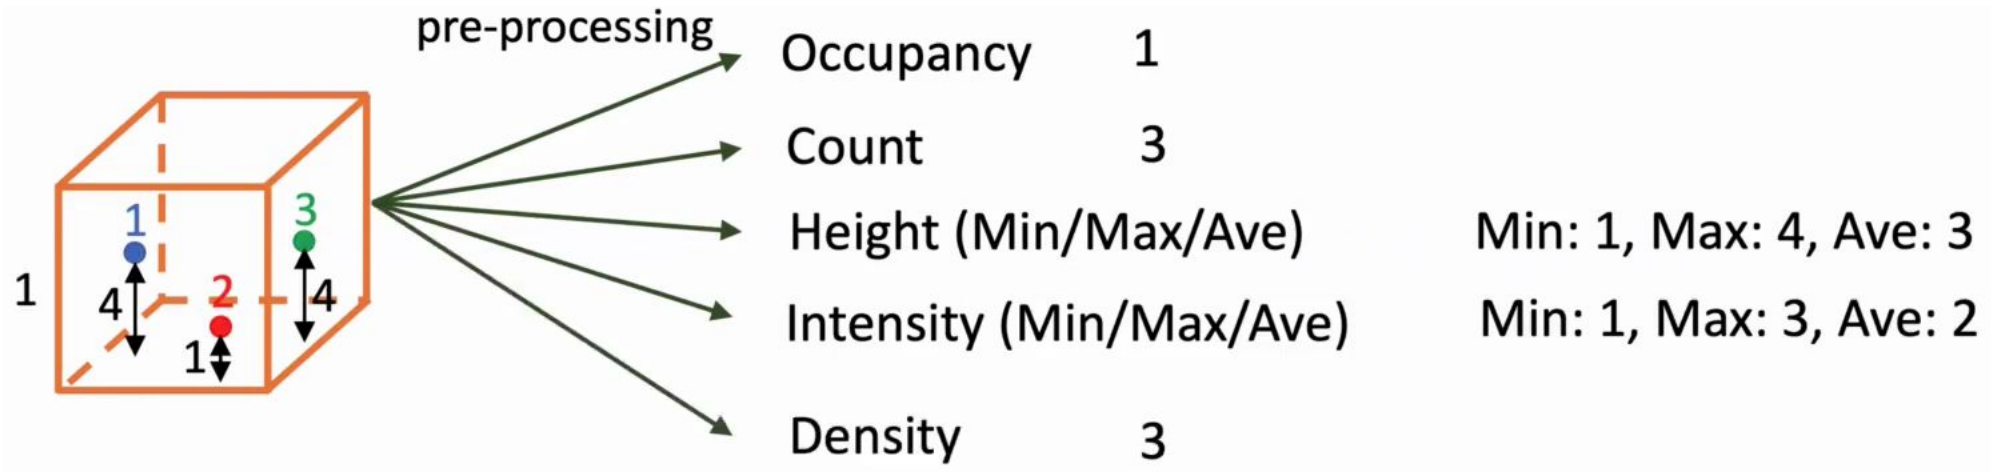 pre-processing
Occupancy 1
Count 3
Height (Min/Max/Ave) Min: 1, Max: 4, Ave: 3
Intensity (Min/Max/Ave) Min: 1, Max: 3, Ave: 2
Density 3
1
3
1
4
2
4
1